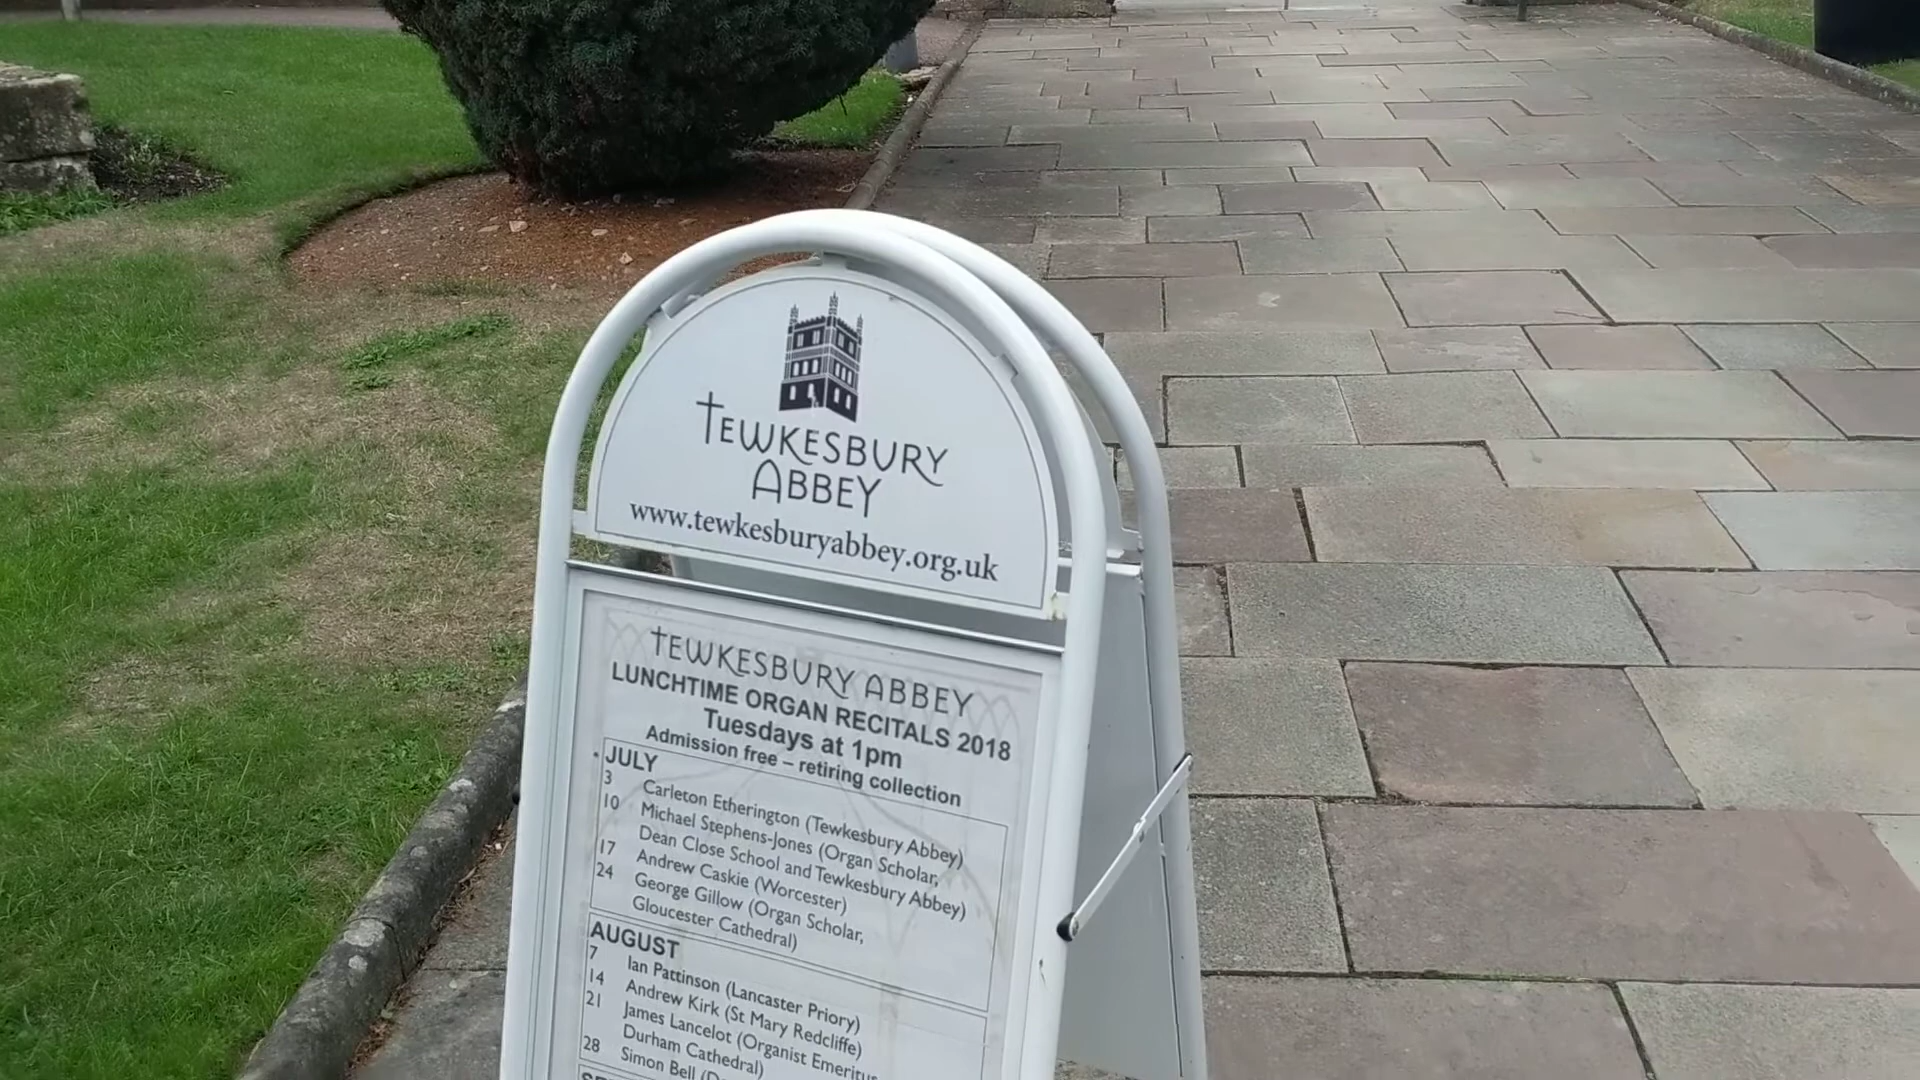 TEWKESBURY
ABBEY
www.tewkesburyabbey.org.uk
TEWKESBURY ABBEY
LUNCHTIME ORGAN RECITALS 2018
Tuesdays at 1pm
Admission free – retiring collection
JULY
3 Carleton Etherington (Tewkesbury Abbey)
10 Michael Stephens-Jones (Organ Scholar,
Dean Close School and Tewkesbury Abbey)
17 Andrew Caskie (Worcester)
24 George Gillow (Organ Scholar,
Gloucester Cathedral)
AUGUST
7 Ian Pattinson (Lancaster Priory)
14 Andrew Kirk (St Mary Redcliffe)
21 James Lancelot (Organist Emeritus
Durham Cathedral)
28 Simon Bell